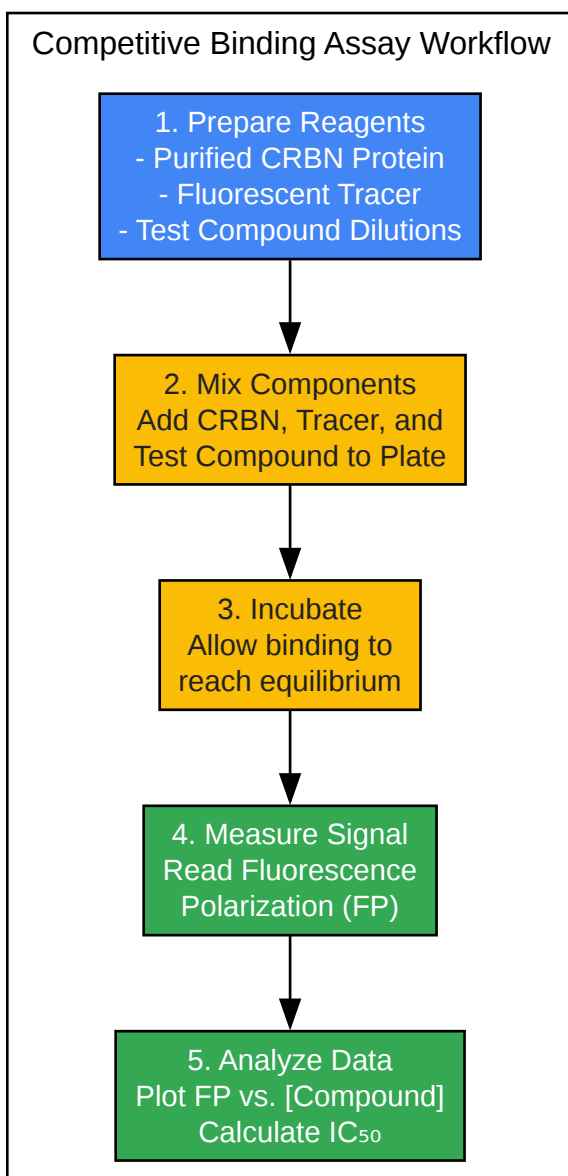 Competitive Binding Assay Workflow
1. Prepare Reagents
- Purified CRBN Protein
- Fluorescent Tracer
- Test Compound Dilutions
2. Mix Components
Add CRBN, Tracer, and
Test Compound to Plate
3. Incubate
Allow binding to
reach equilibrium
4. Measure Signal
Read Fluorescence
Polarization (FP)
5. Analyze Data
Plot FP vs. [Compound]
Calculate IC₅₀